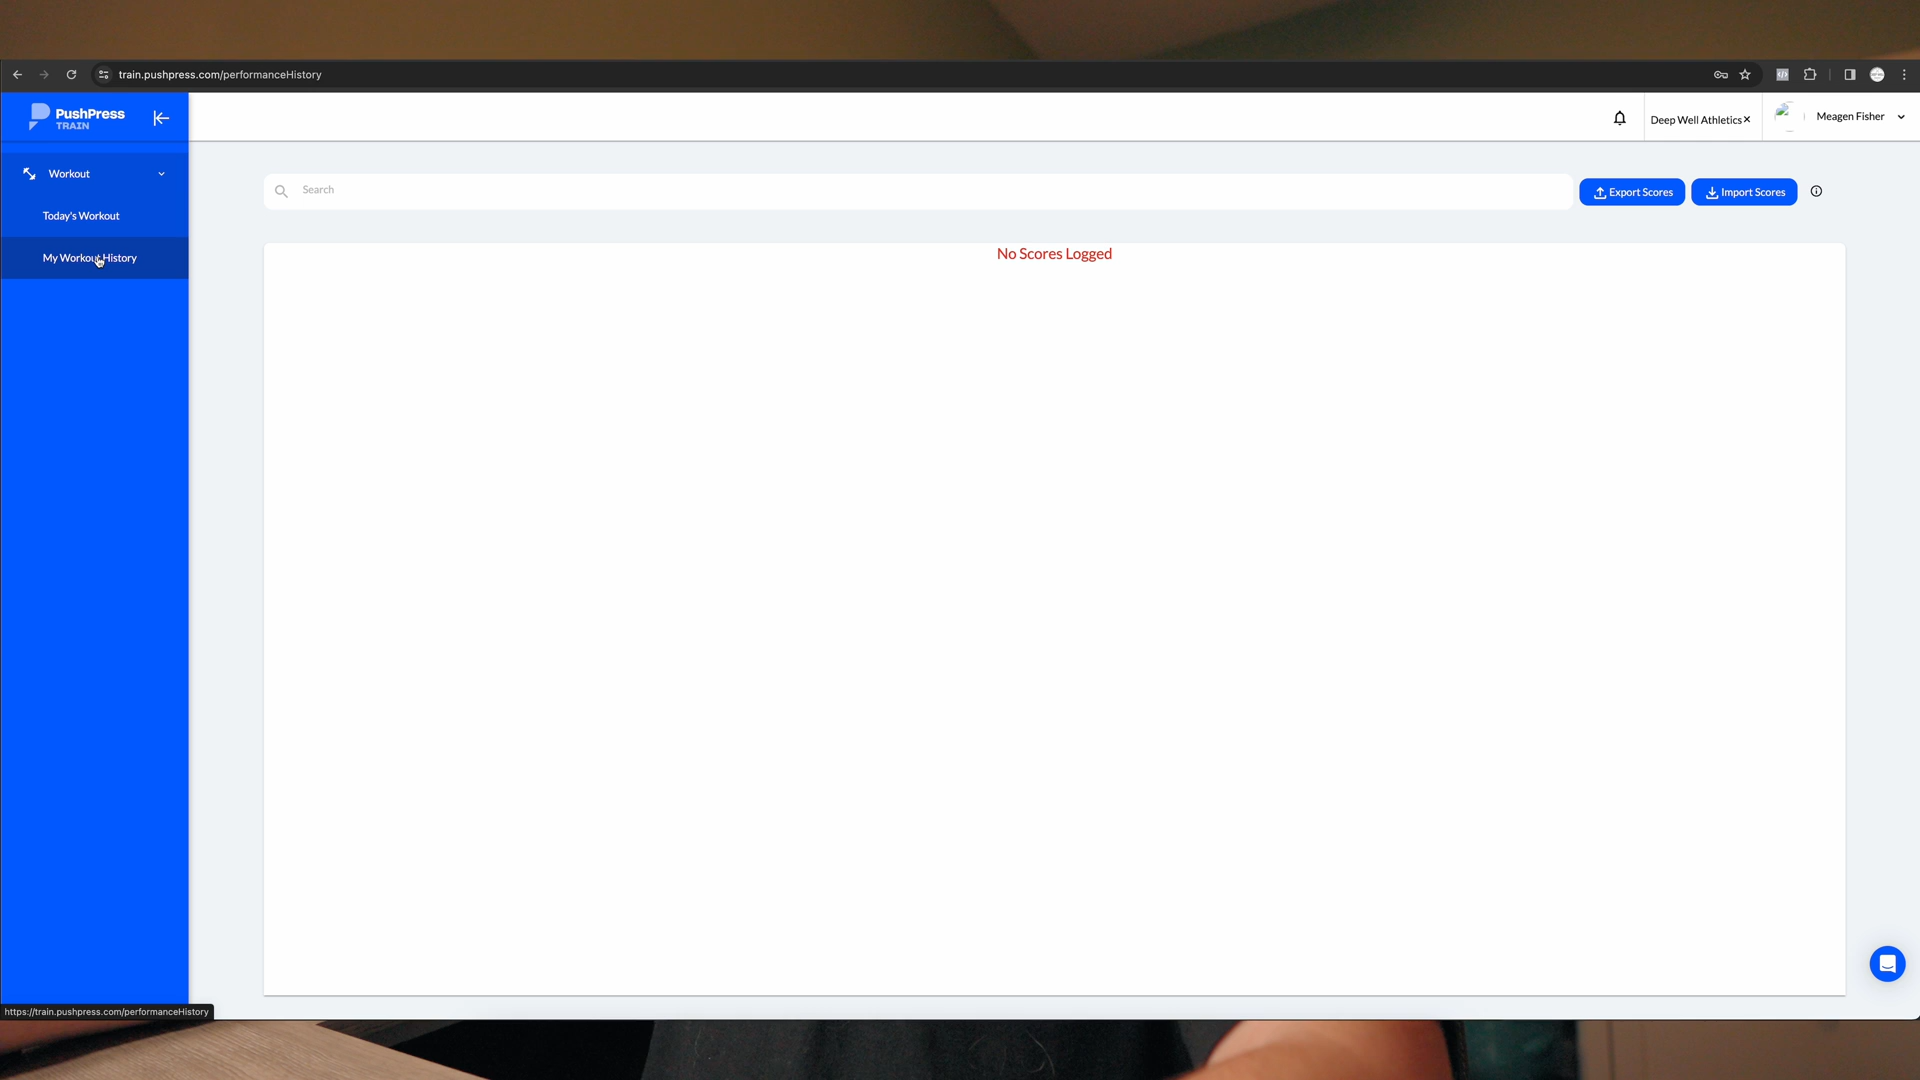 train.pushpress.com/performanceHistory
PushPress
TRAIN
Deep Well Athletics✕
Meagen Fisher
Workout
Today's Workout
My Workout History
Search
Export Scores
Import Scores
No Scores Logged
https://train.pushpress.com/performanceHistory